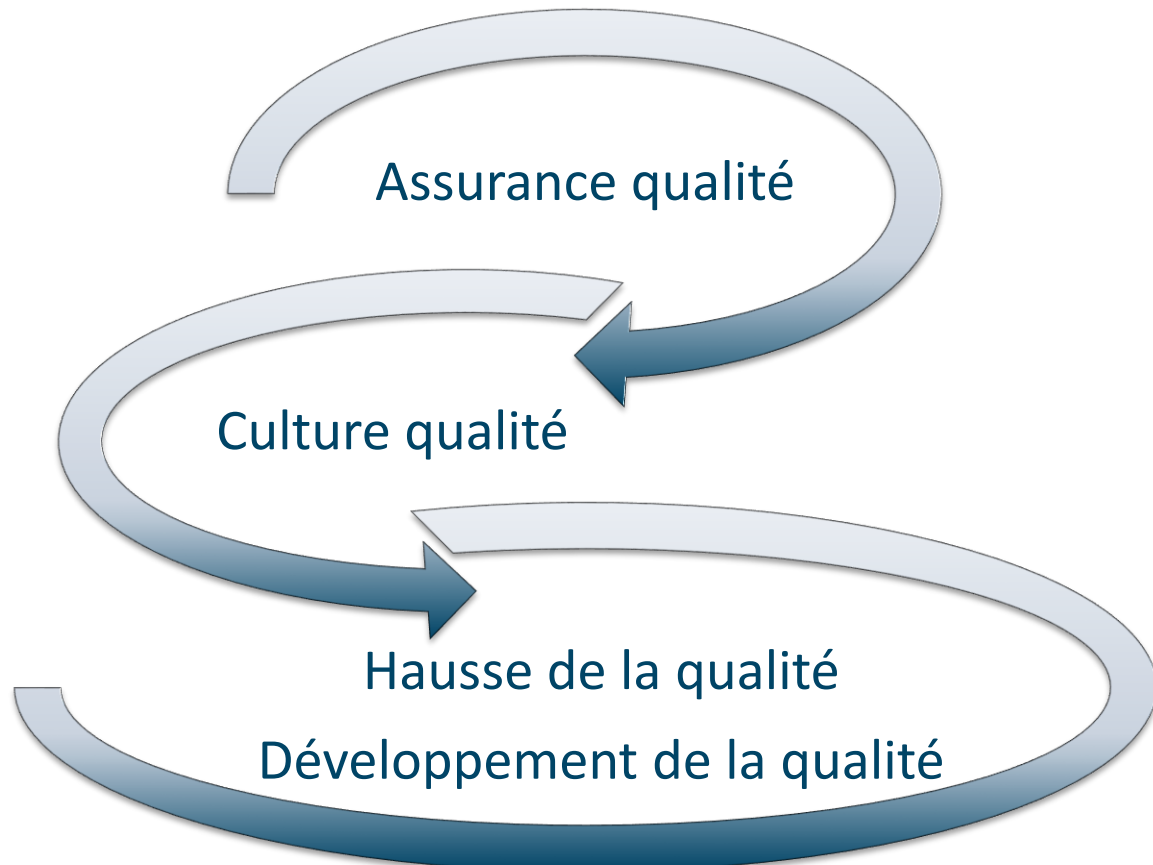 Assurance qualité
Culture qualité
Hausse de la qualité
Développement de la qualité